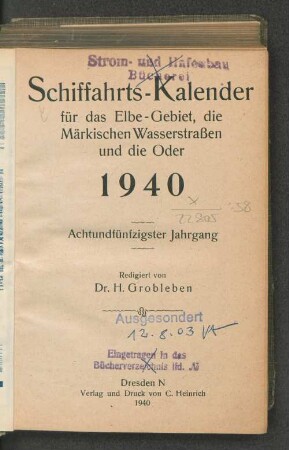 Strom- und Hafenbau
Bücherei
Schiffahrts-Kalender
für das Elbe-Gebiet, die
Märkischen Wasserstraßen
und die Oder
1940
Achtundfünfzigster Jahrgang
Redigiert von
Dr. H. Grobleben
Ausgesondert
12.8.03
Eingetragen in das
Bücherverzeichnis lfd.
Dresden N
Verlag und Druck von C. Heinrich
1940